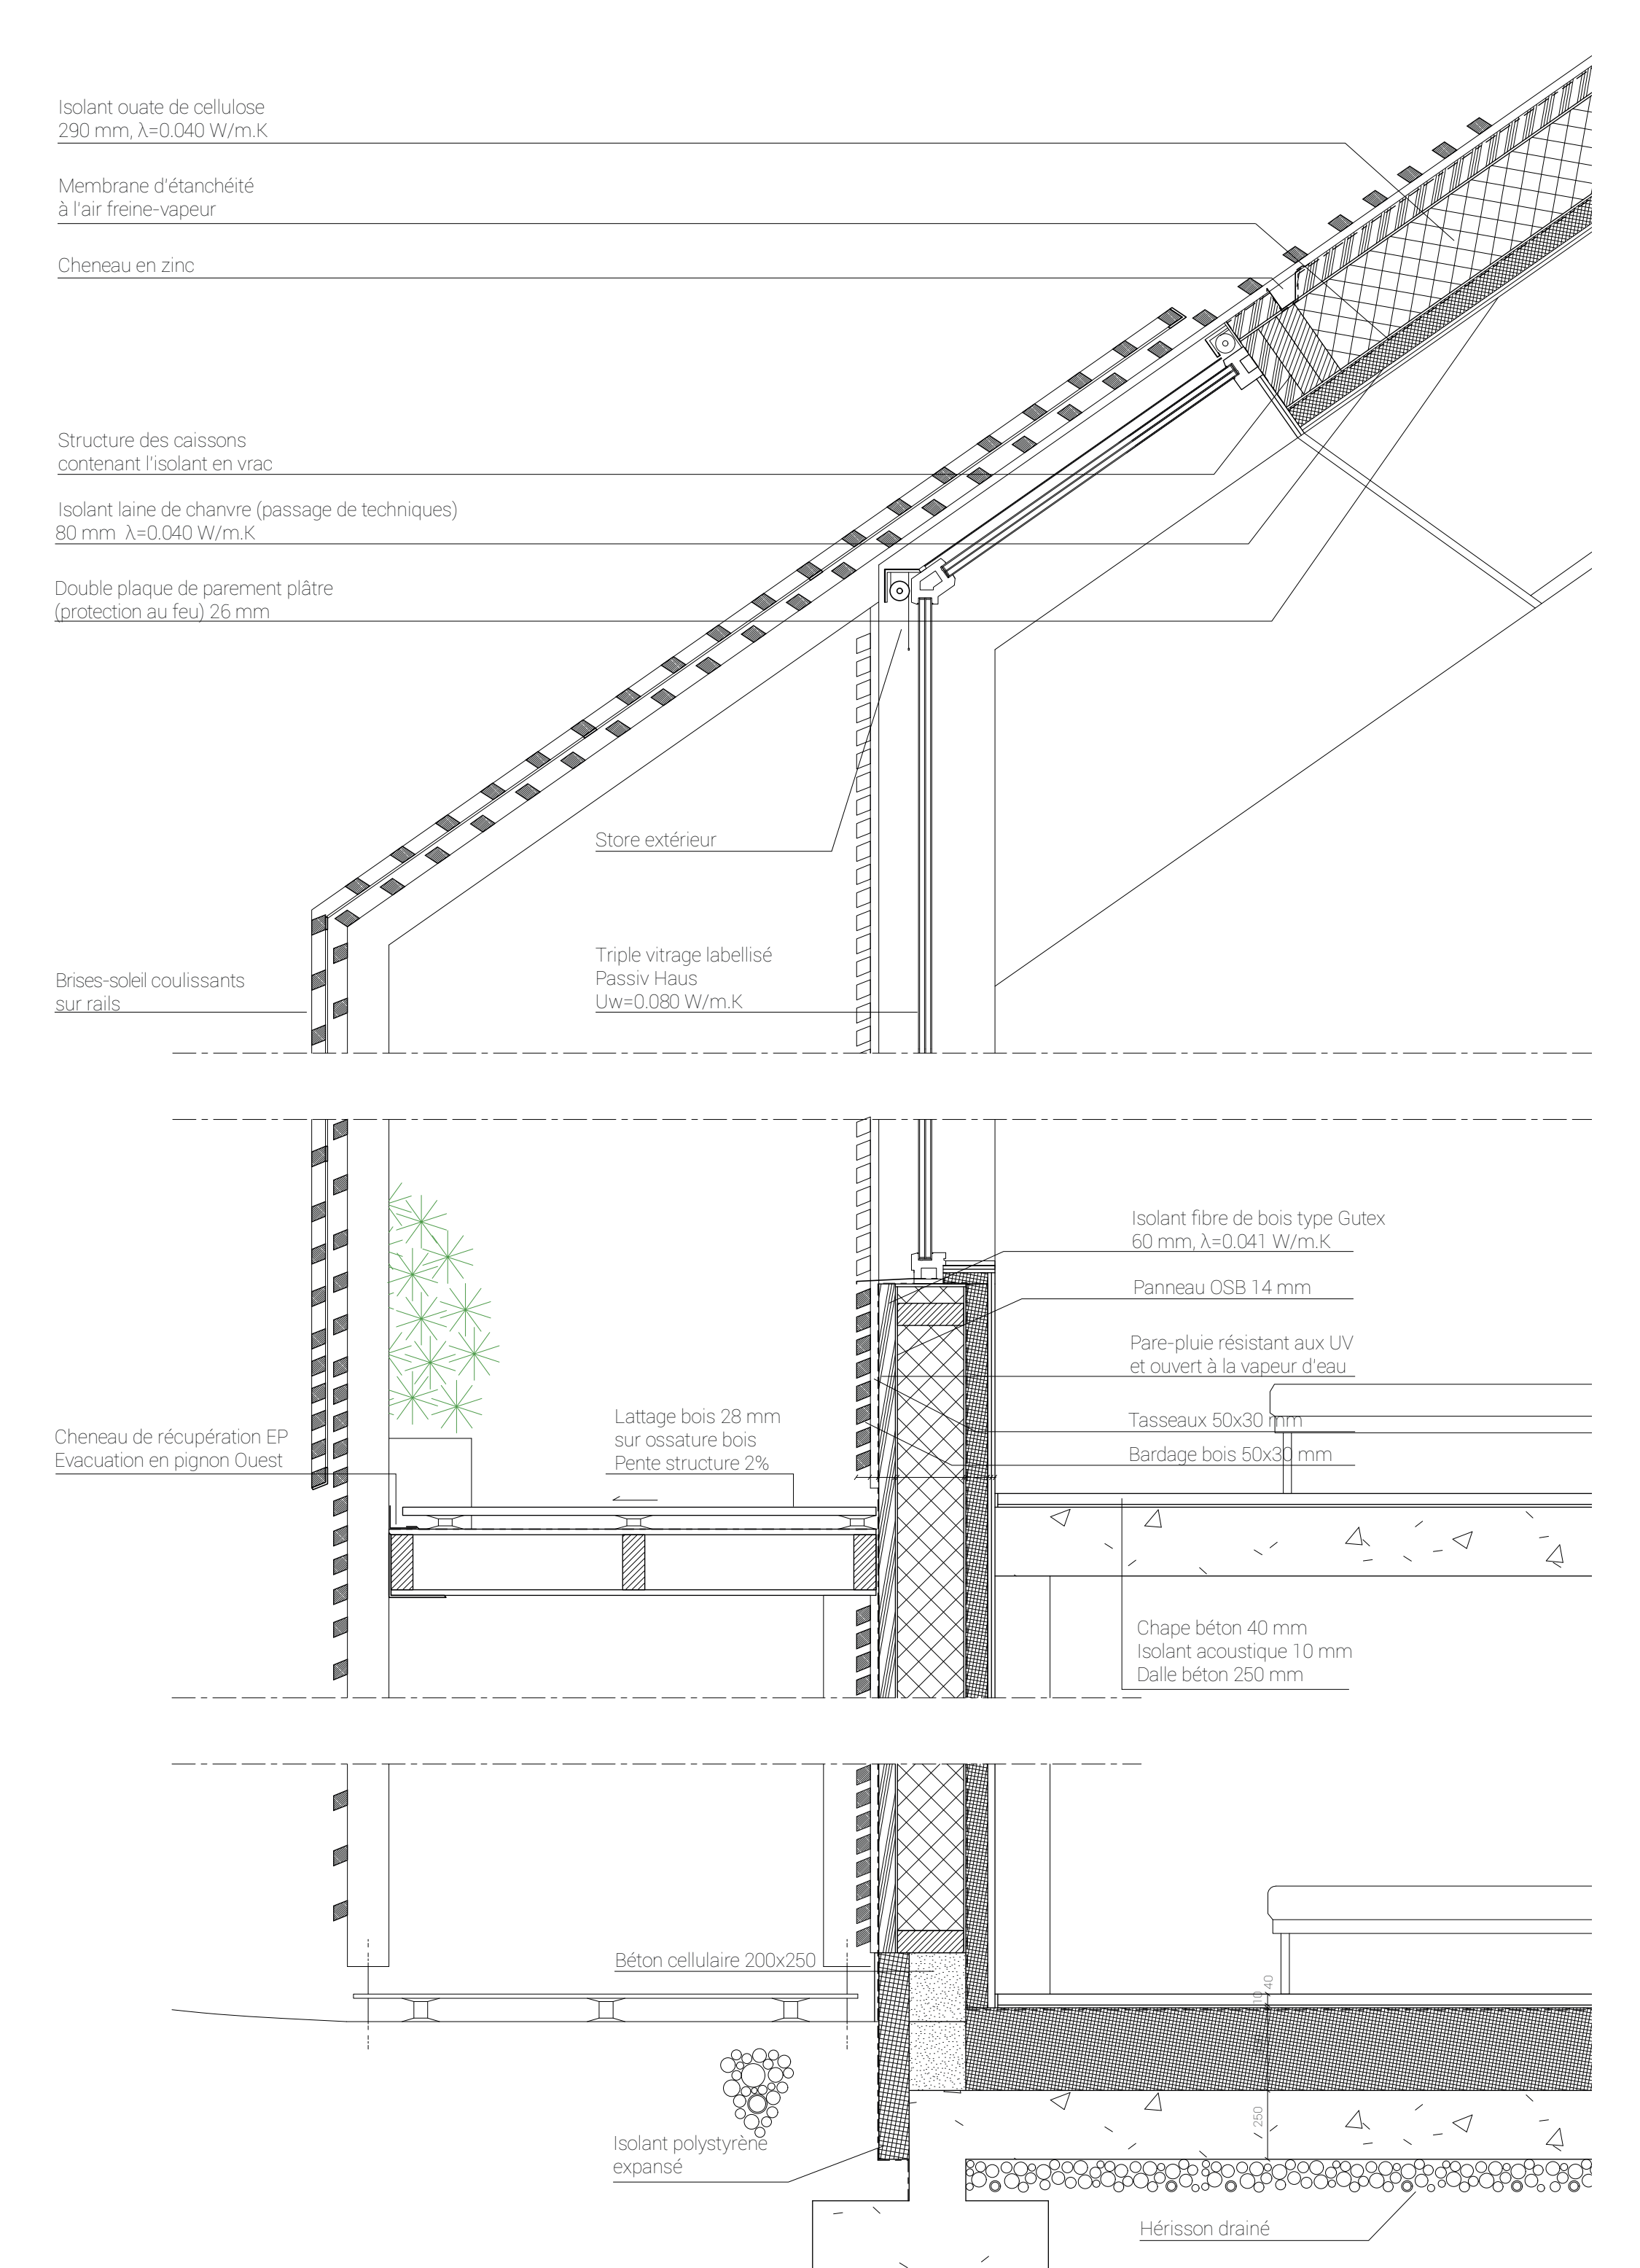 Isolant ouate de cellulose
290 mm, λ=0.040 W/m.K
Membrane d'étanchéité
à l'air freine-vapeur
Cheneau en zinc
Structure des caissons
contenant l'isolant en vrac
Isolant laine de chanvre (passage de techniques)
80 mm λ=0.040 W/m.K
Double plaque de parement plâtre
(protection au feu) 26 mm
Store extérieur
Triple vitrage labellisé
Passiv Haus
Uw=0.080 W/m.K
Brises-soleil coulissants
sur rails
Isolant fibre de bois type Gutex
60 mm, λ=0.041 W/m.K
Panneau OSB 14 mm
Pare-pluie résistant aux UV
et ouvert à la vapeur d'eau
Tasseaux 50x30 mm
Bardage bois 50x30 mm
Lattage bois 28 mm
sur ossature bois
Pente structure 2%
Cheneau de récupération EP
Evacuation en pignon Ouest
Chape béton 40 mm
Isolant acoustique 10 mm
Dalle béton 250 mm
Béton cellulaire 200x250
40
10
250
Isolant polystyrène
expansé
Hérisson drainé